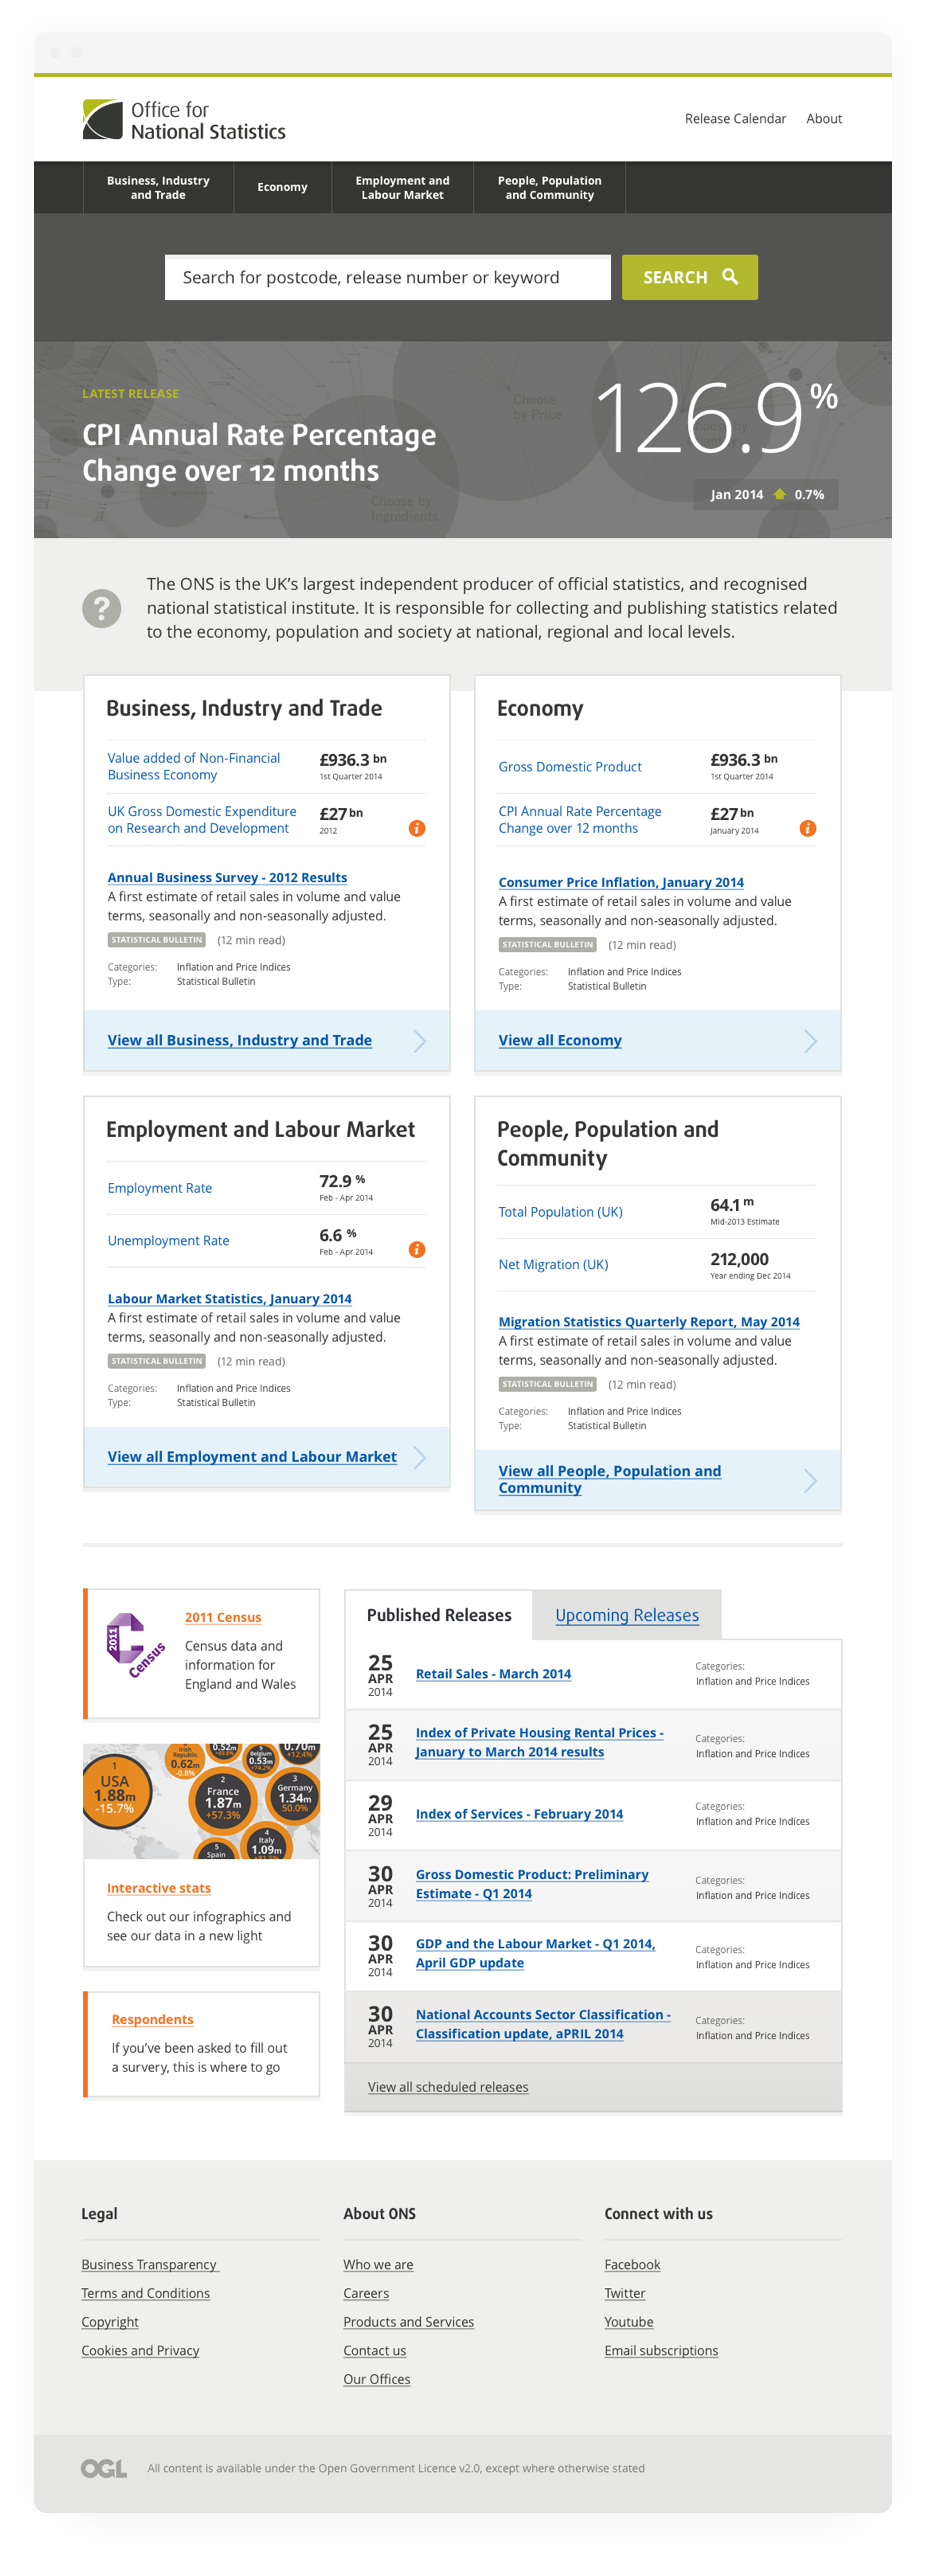 Office for
National Statistics
Release Calendar
About
Business, Industry
and Trade
Economy
Employment and
Labour Market
People, Population
and Community
Search for postcode, release number or keyword
SEARCH
LATEST RELEASE
CPI Annual Rate Percentage
Change over 12 months
Choose
by Price
Choose by
Ingredients
126.9%
Jan 2014 0.7%
?
The ONS is the UK’s largest independent producer of official statistics, and recognised
national statistical institute. It is responsible for collecting and publishing statistics related
to the economy, population and society at national, regional and local levels.
Business, Industry and Trade
Value added of Non-Financial
Business Economy
£936.3 bn
1st Quarter 2014
UK Gross Domestic Expenditure
on Research and Development
£27 bn
2012
i
Annual Business Survey - 2012 Results
A first estimate of retail sales in volume and value
terms, seasonally and non-seasonally adjusted.
STATISTICAL BULLETIN (12 min read)
Categories: Inflation and Price Indices
Type: Statistical Bulletin
View all Business, Industry and Trade
Economy
Gross Domestic Product
£936.3 bn
1st Quarter 2014
CPI Annual Rate Percentage
Change over 12 months
£27 bn
January 2014
i
Consumer Price Inflation, January 2014
A first estimate of retail sales in volume and value
terms, seasonally and non-seasonally adjusted.
STATISTICAL BULLETIN (12 min read)
Categories: Inflation and Price Indices
Type: Statistical Bulletin
View all Economy
Employment and Labour Market
Employment Rate
72.9 %
Feb - Apr 2014
Unemployment Rate
6.6 %
Feb - Apr 2014
i
Labour Market Statistics, January 2014
A first estimate of retail sales in volume and value
terms, seasonally and non-seasonally adjusted.
STATISTICAL BULLETIN (12 min read)
Categories: Inflation and Price Indices
Type: Statistical Bulletin
View all Employment and Labour Market
People, Population and
Community
Total Population (UK)
64.1 m
Mid-2013 Estimate
Net Migration (UK)
212,000
Year ending Dec 2014
Migration Statistics Quarterly Report, May 2014
A first estimate of retail sales in volume and value
terms, seasonally and non-seasonally adjusted.
STATISTICAL BULLETIN (12 min read)
Categories: Inflation and Price Indices
Type: Statistical Bulletin
View all People, Population and
Community
2011
Census
2011 Census
Census data and
information for
England and Wales
1
USA
1.88m
-15.7%
Irish
Republic
0.62m
-0.8%
0.52m
Belgium
0.53m
+74.2%
0.70m
+12.4%
2
France
1.87m
+57.3%
3
Germany
1.34m
50.0%
4
Italy
1.09m
5
Spain
Interactive stats
Check out our infographics and
see our data in a new light
Respondents
If you’ve been asked to fill out
a survery, this is where to go
Published Releases
Upcoming Releases
25
APR
2014
Retail Sales - March 2014
Categories:
Inflation and Price Indices
25
APR
2014
Index of Private Housing Rental Prices -
January to March 2014 results
Categories:
Inflation and Price Indices
29
APR
2014
Index of Services - February 2014
Categories:
Inflation and Price Indices
30
APR
2014
Gross Domestic Product: Preliminary
Estimate - Q1 2014
Categories:
Inflation and Price Indices
30
APR
2014
GDP and the Labour Market - Q1 2014,
April GDP update
Categories:
Inflation and Price Indices
30
APR
2014
National Accounts Sector Classification -
Classification update, aPRIL 2014
Categories:
Inflation and Price Indices
View all scheduled releases
Legal
Business Transparency
Terms and Conditions
Copyright
Cookies and Privacy
About ONS
Who we are
Careers
Products and Services
Contact us
Our Offices
Connect with us
Facebook
Twitter
Youtube
Email subscriptions
OGL
All content is available under the Open Government Licence v2.0, except where otherwise stated